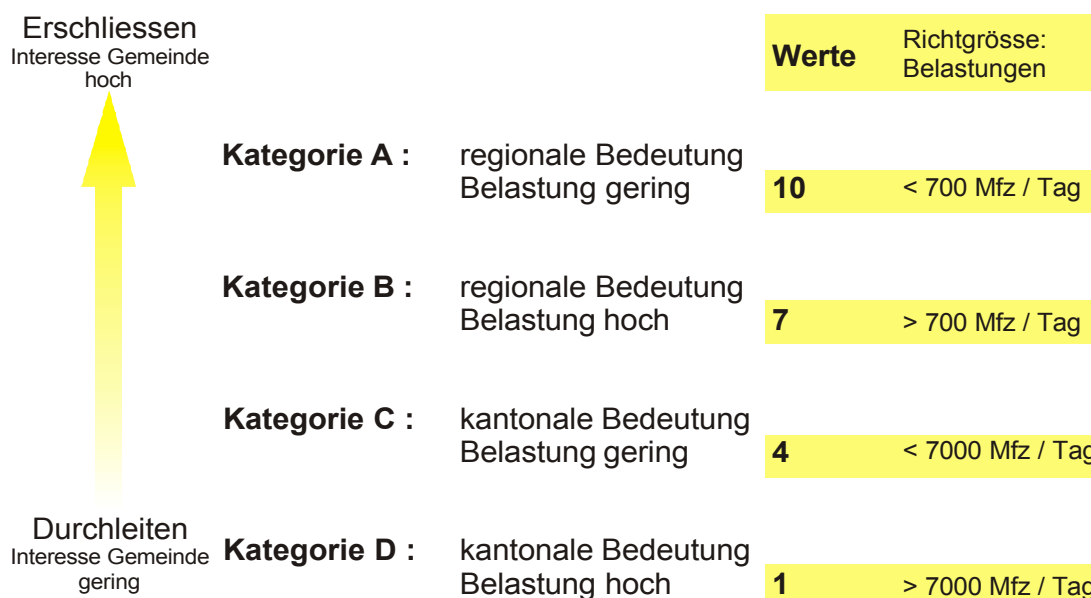 Erschliessen
Interesse Gemeinde
hoch
Werte
Richtgrösse:
Belastungen
Kategorie A :
regionale Bedeutung
Belastung gering
10
< 700 Mfz / Tag
Kategorie B :
regionale Bedeutung
Belastung hoch
7
> 700 Mfz / Tag
Kategorie C :
kantonale Bedeutung
Belastung gering
4
< 7000 Mfz / Tag
Durchleiten
Interesse Gemeinde
gering
Kategorie D :
kantonale Bedeutung
Belastung hoch
1
> 7000 Mfz / Tag